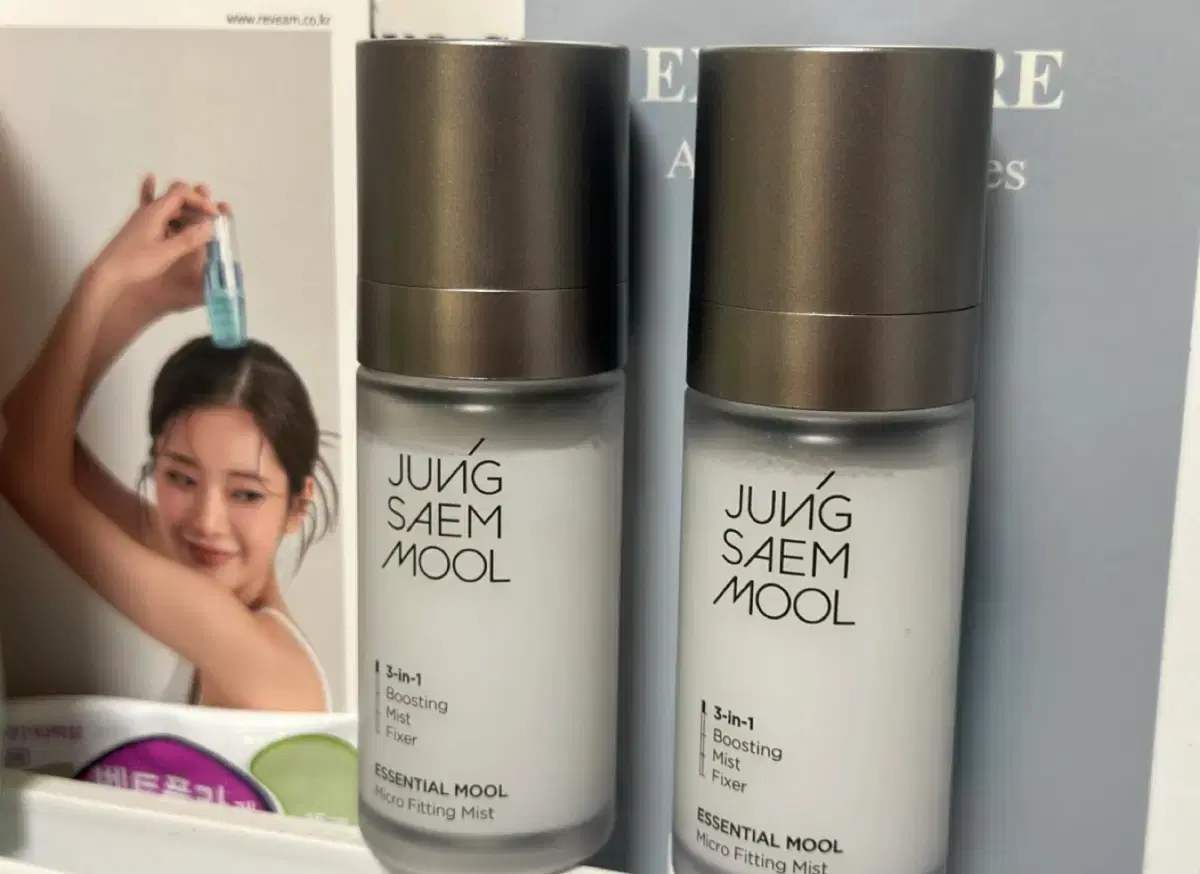 www.reveam.co.kr
JUNG
SAEM
MOOL
3-in-1
Boosting
Mist
Fixer
ESSENTIAL MOOL
Micro Fitting Mist
JUNG
SAEM
MOOL
3-in-1
Boosting
Mist
Fixer
ESSENTIAL MOOL
Micro Fitting Mist